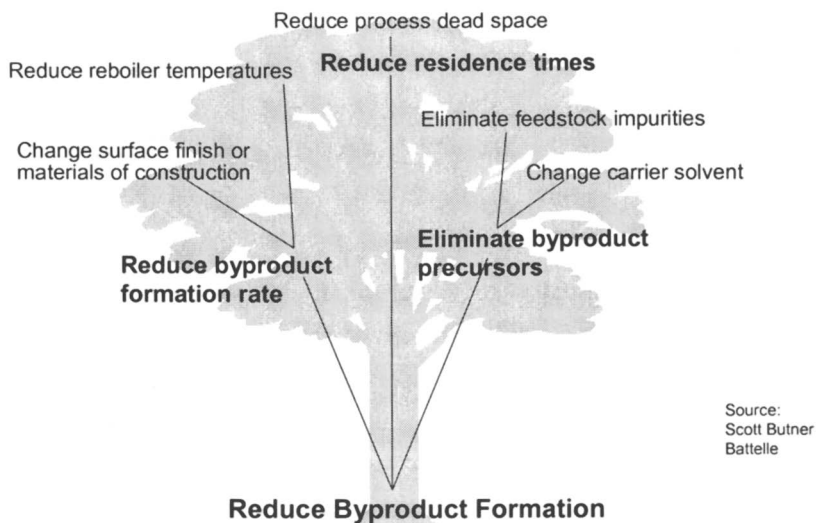 Reduce process dead space
Reduce residence times
Reduce reboiler temperatures
Eliminate feedstock impurities
Change surface finish or
materials of construction
Change carrier solvent
Eliminate byproduct
precursors
Reduce byproduct
formation rate
Source:
Scott Butner
Battelle
Reduce Byproduct Formation